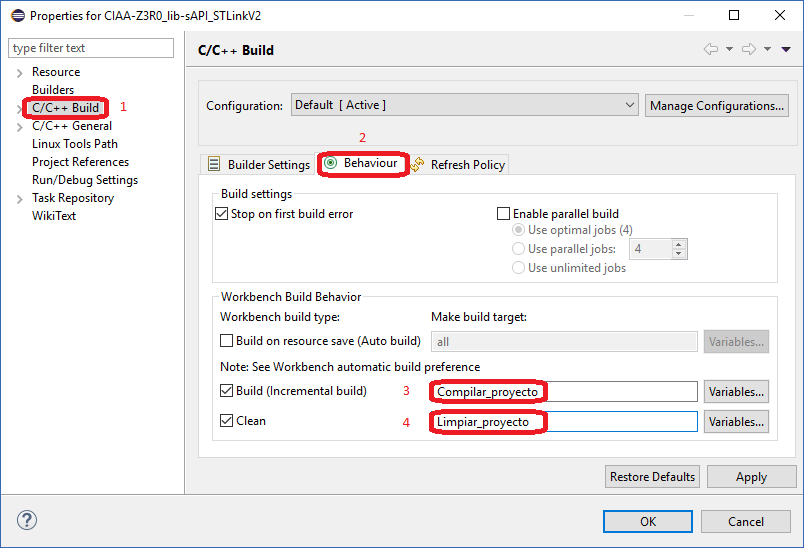 Properties for CIAA-Z3R0_lib-sAPI_STLinkV2
type filter text
C/C++ Build
Resource
Builders
C/C++ Build 1
C/C++ General
Linux Tools Path
Project References
Run/Debug Settings
Task Repository
WikiText
Configuration: Default [ Active ] Manage Configurations...
2
Builder Settings Behaviour Refresh Policy
Build settings
Stop on first build error Enable parallel build
Use optimal jobs (4)
Use parallel jobs: 4
Use unlimited jobs
Workbench Build Behavior
Workbench build type: Make build target:
Build on resource save (Auto build) all Variables...
Note: See Workbench automatic build preference
Build (Incremental build) 3 Compilar_proyecto Variables...
Clean 4 Limpiar_proyecto Variables...
Restore Defaults Apply
? OK Cancel